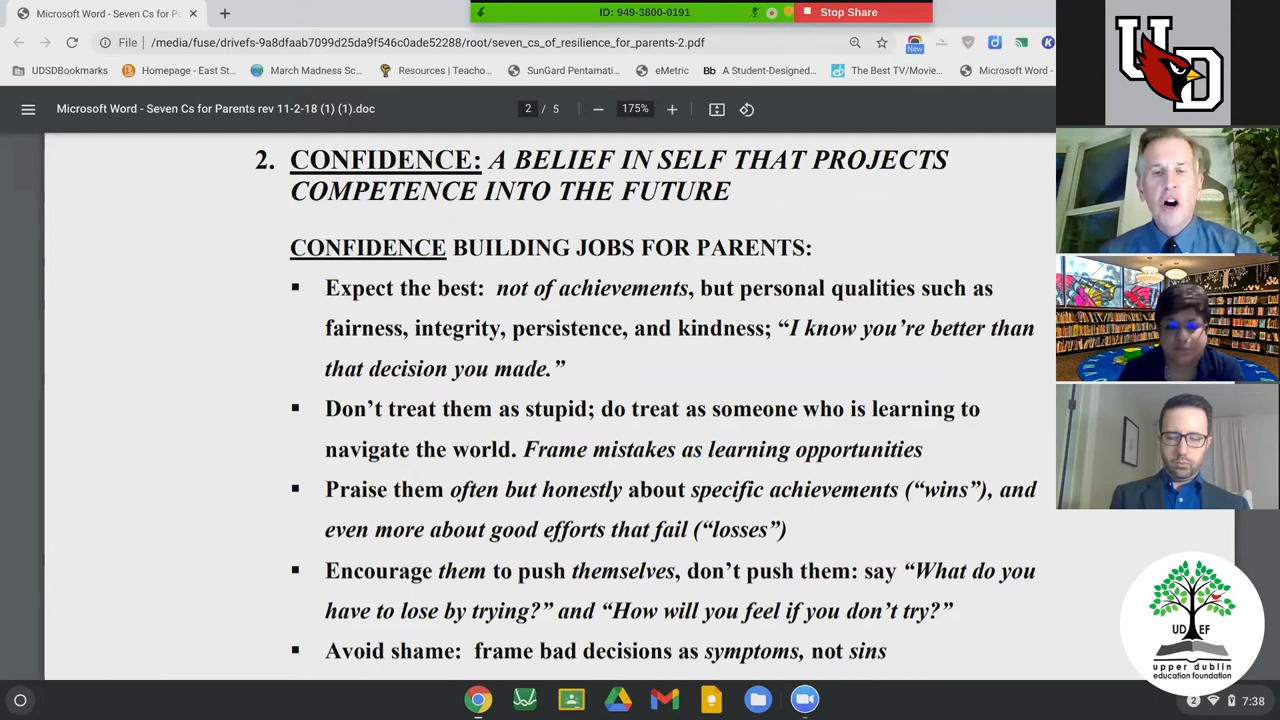 Microsoft Word - Seven Cs for Pa
ID: 949-3800-0191
Stop Share
File
/media/fuse/drivefs-9a8dfab7099d23da9f546c0ade52288/root/seven_cs_of_resilience_for_parents-2.pdf
New
UDSDBookmarks
Homepage - East St...
March Madness Sc...
Resources | Teache...
SunGard Pentamati...
eMetric
Bb A Student-Designed...
The Best TV/Movie...
Microsoft Word - S
Microsoft Word - Seven Cs for Parents rev 11-2-18 (1) (1).doc
2 / 5
175%
UD
2. CONFIDENCE: A BELIEF IN SELF THAT PROJECTS
COMPETENCE INTO THE FUTURE
CONFIDENCE BUILDING JOBS FOR PARENTS:
▪ Expect the best: not of achievements, but personal qualities such as
fairness, integrity, persistence, and kindness; “I know you’re better than
that decision you made.”
▪ Don’t treat them as stupid; do treat as someone who is learning to
navigate the world. Frame mistakes as learning opportunities
▪ Praise them often but honestly about specific achievements (“wins”), and
even more about good efforts that fail (“losses”)
▪ Encourage them to push themselves, don’t push them: say “What do you
have to lose by trying?” and “How will you feel if you don’t try?”
▪ Avoid shame: frame bad decisions as symptoms, not sins
UD EF
upper dublin
education foundation
2
7:38